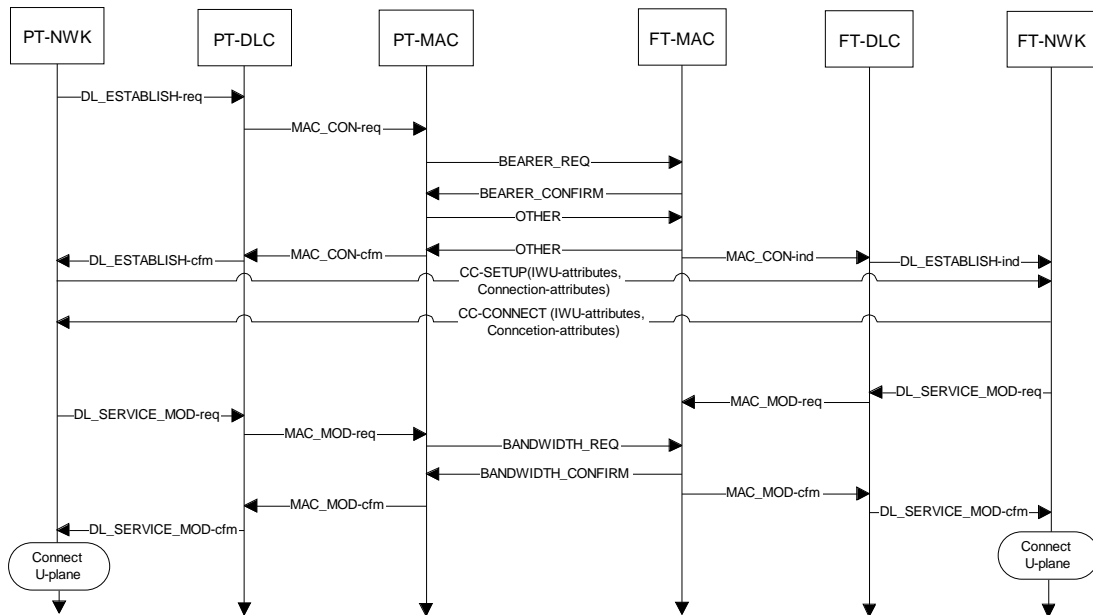 PT-NWK
PT-DLC
PT-MAC
FT-MAC
FT-DLC
FT-NWK
DL_ESTABLISH-req
MAC_CON-req
BEARER_REQ
BEARER_CONFIRM
OTHER
OTHER
MAC_CON-cfm
DL_ESTABLISH-cfm
MAC_CON-ind
DL_ESTABLISH-ind
CC-SETUP(IWU-attributes,
Connection-attributes)
CC-CONNECT (IWU-attributes,
Conncetion-attributes)
DL_SERVICE_MOD-req
MAC_MOD-req
DL_SERVICE_MOD-req
MAC_MOD-req
BANDWIDTH_REQ
BANDWIDTH_CONFIRM
MAC_MOD-cfm
MAC_MOD-cfm
DL_SERVICE_MOD-cfm
DL_SERVICE_MOD-cfm
Connect
U-plane
Connect
U-plane